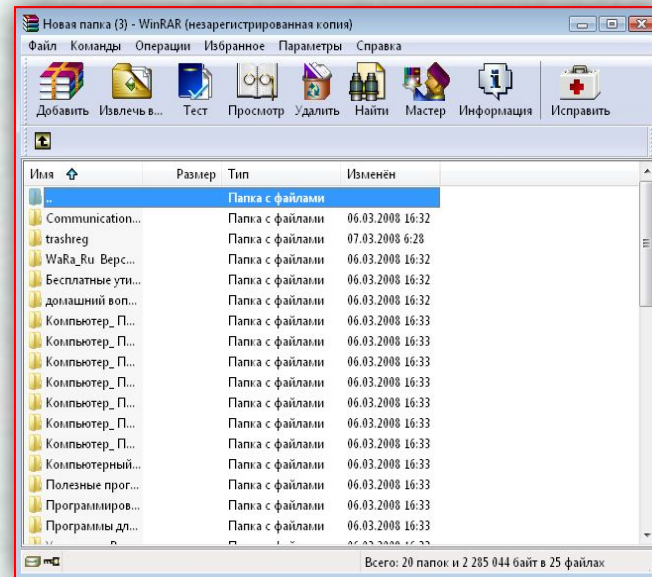 Новая папка (3) - WinRAR (незарегистрированная копия)
Файл Команды Операции Избранное Параметры Справка
Добавить Извлечь в... Тест Просмотр Удалить Найти Мастер Информация Исправить
Имя Размер Тип Изменён
.. Папка с файлами
Communication... Папка с файлами 06.03.2008 16:32
trashreg Папка с файлами 07.03.2008 6:28
WaRa_Ru Верс... Папка с файлами 06.03.2008 16:32
Бесплатные ути... Папка с файлами 06.03.2008 16:32
домашний воп... Папка с файлами 06.03.2008 16:32
Компьютер_ П... Папка с файлами 06.03.2008 16:33
Компьютер_ П... Папка с файлами 06.03.2008 16:33
Компьютер_ П... Папка с файлами 06.03.2008 16:33
Компьютер_ П... Папка с файлами 06.03.2008 16:33
Компьютер_ П... Папка с файлами 06.03.2008 16:33
Компьютер_ П... Папка с файлами 06.03.2008 16:33
Компьютер_ П... Папка с файлами 06.03.2008 16:33
Компьютерный... Папка с файлами 06.03.2008 16:33
Полезные прог... Папка с файлами 06.03.2008 16:33
Программиров... Папка с файлами 06.03.2008 16:33
Программы дл... Папка с файлами 06.03.2008 16:33
Всего: 20 папок и 2 285 044 байт в 25 файлах